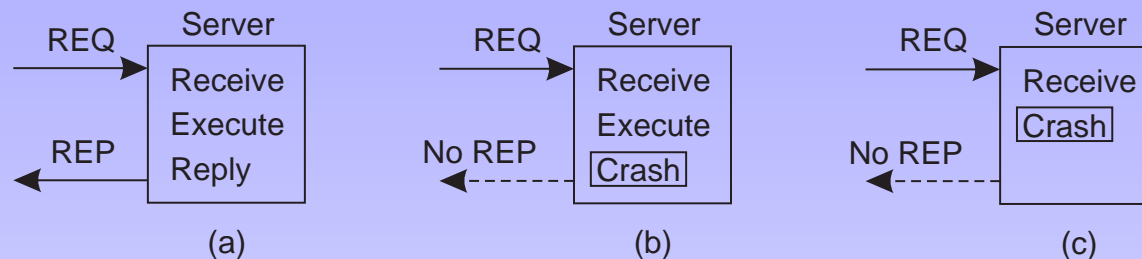 Server
REQ
Receive
Execute
Reply
REP
(a)
Server
REQ
Receive
Execute
Crash
No REP
(b)
Server
REQ
Receive
Crash
No REP
(c)